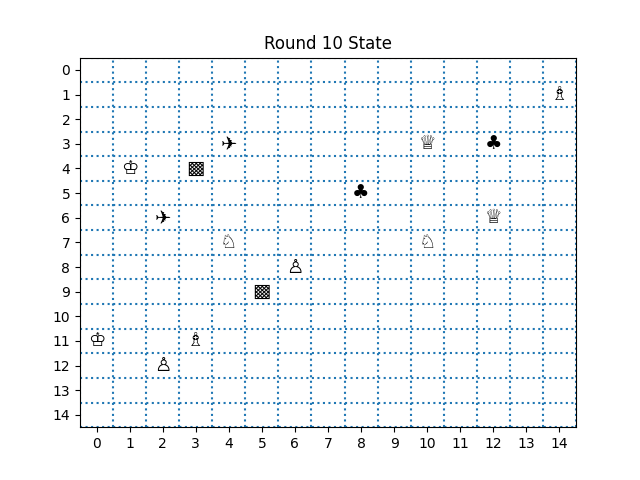 Round 10 State
0
1 ♗
2
3 ✈ ♕ ♣
4 ♔ ▩
5 ♣
6 ✈ ♕
7 ♘ ♘
8 ♙
9 ▩
10
11 ♔ ♗
12 ♙
13
14
0 1 2 3 4 5 6 7 8 9 10 11 12 13 14